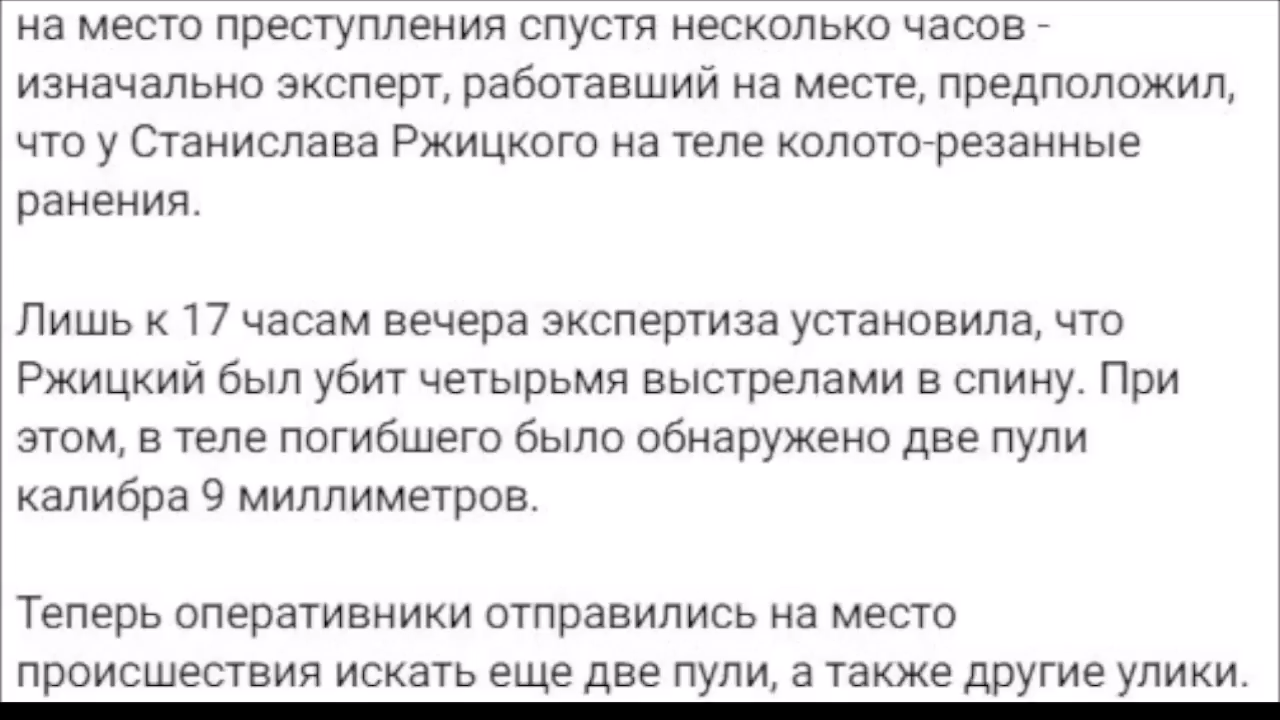 на место преступления спустя несколько часов -
изначально эксперт, работавший на месте, предположил,
что у Станислава Ржицкого на теле колото-резанные
ранения.
Лишь к 17 часам вечера экспертиза установила, что
Ржицкий был убит четырьмя выстрелами в спину. При
этом, в теле погибшего было обнаружено две пули
калибра 9 миллиметров.
Теперь оперативники отправились на место
происшествия искать еще две пули, а также другие улики.